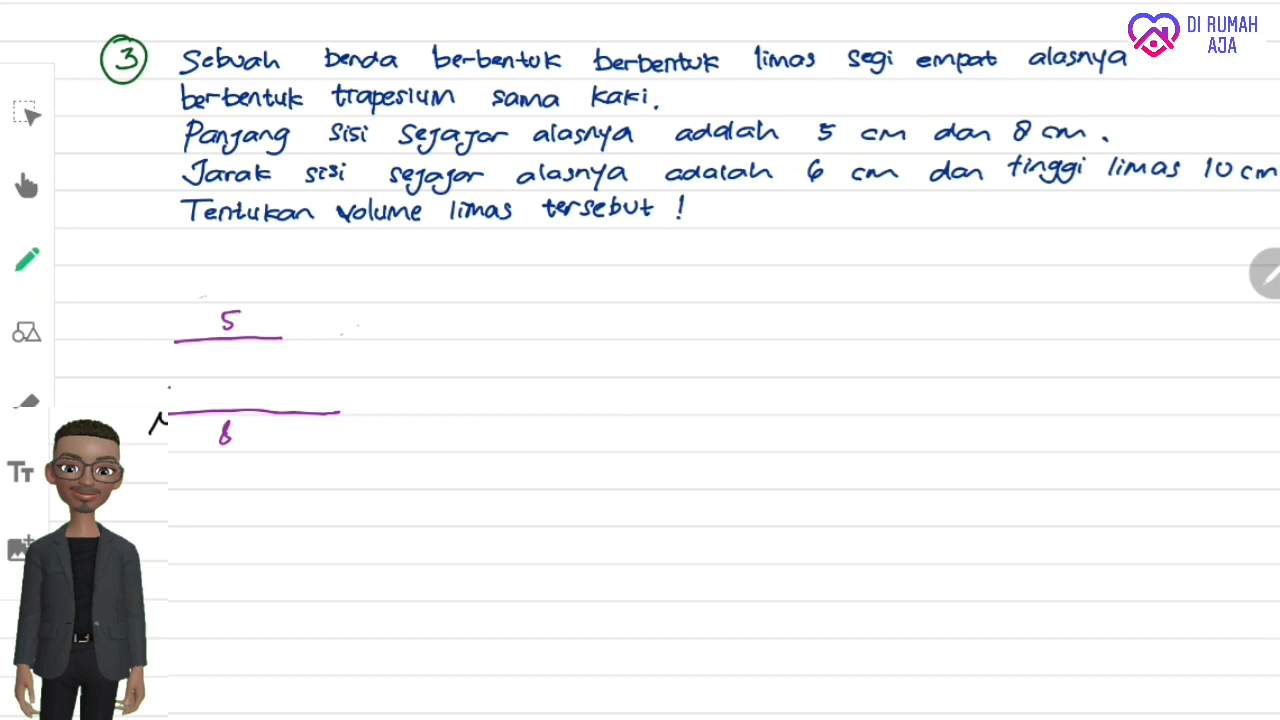 DI RUMAH
AJA
3 Sebuah benda berbentuk berbentuk limas segi empat alasnya
berbentuk trapesium sama kaki.
Panjang sisi sejajar alasnya adalah 5 cm dan 8 cm.
Jarak sisi sejajar alasnya adalah 6 cm dan tinggi limas 10 cm
Tentukan volume limas tersebut !
5
8
TT